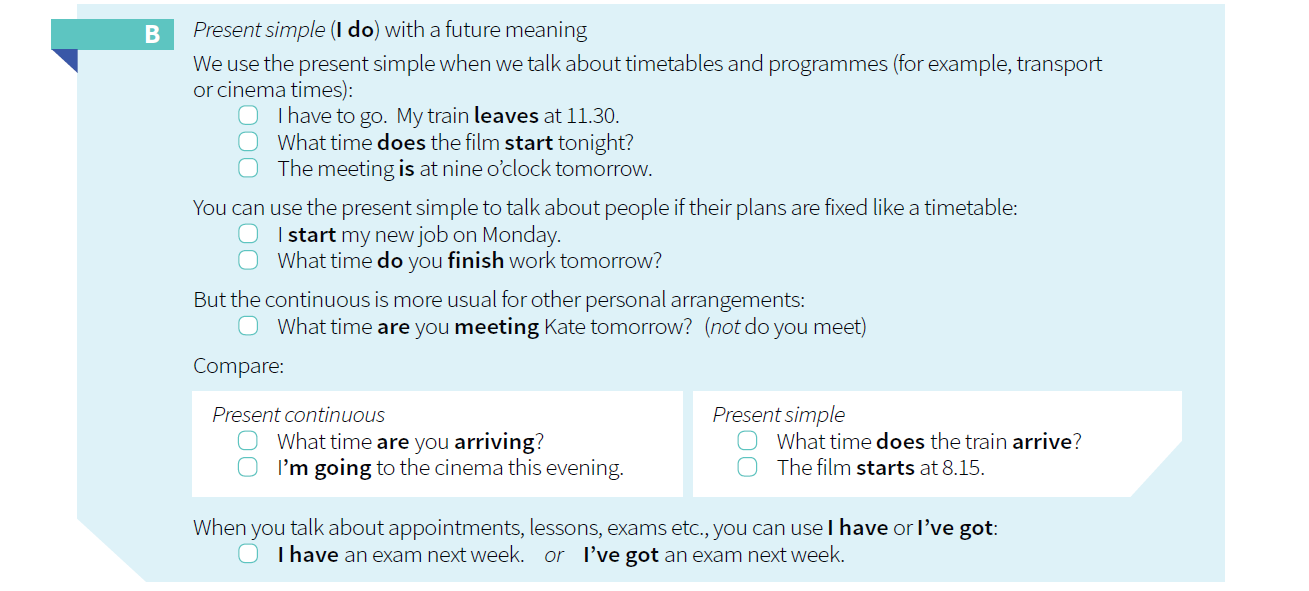 B
Present simple (I do) with a future meaning
We use the present simple when we talk about timetables and programmes (for example, transport
or cinema times):
I have to go. My train leaves at 11.30.
What time does the film start tonight?
The meeting is at nine o’clock tomorrow.
You can use the present simple to talk about people if their plans are fixed like a timetable:
I start my new job on Monday.
What time do you finish work tomorrow?
But the continuous is more usual for other personal arrangements:
What time are you meeting Kate tomorrow? (not do you meet)
Compare:
Present continuous
What time are you arriving?
I’m going to the cinema this evening.
Present simple
What time does the train arrive?
The film starts at 8.15.
When you talk about appointments, lessons, exams etc., you can use I have or I’ve got:
I have an exam next week. or I’ve got an exam next week.